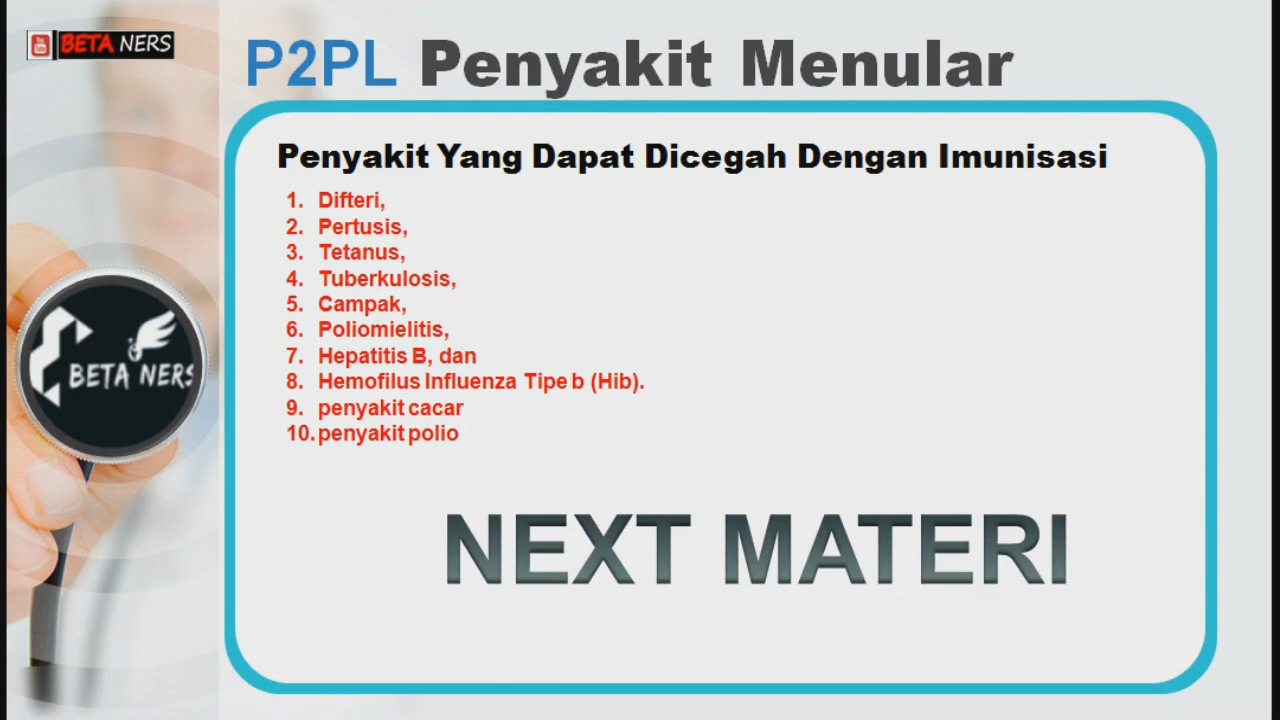 BETA NERS
P2PL Penyakit Menular
Penyakit Yang Dapat Dicegah Dengan Imunisasi
1. Difteri,
2. Pertusis,
3. Tetanus,
4. Tuberkulosis,
5. Campak,
6. Poliomielitis,
7. Hepatitis B, dan
8. Hemofilus Influenza Tipe b (Hib).
9. penyakit cacar
10. penyakit polio
BETA NERS
NEXT MATERI